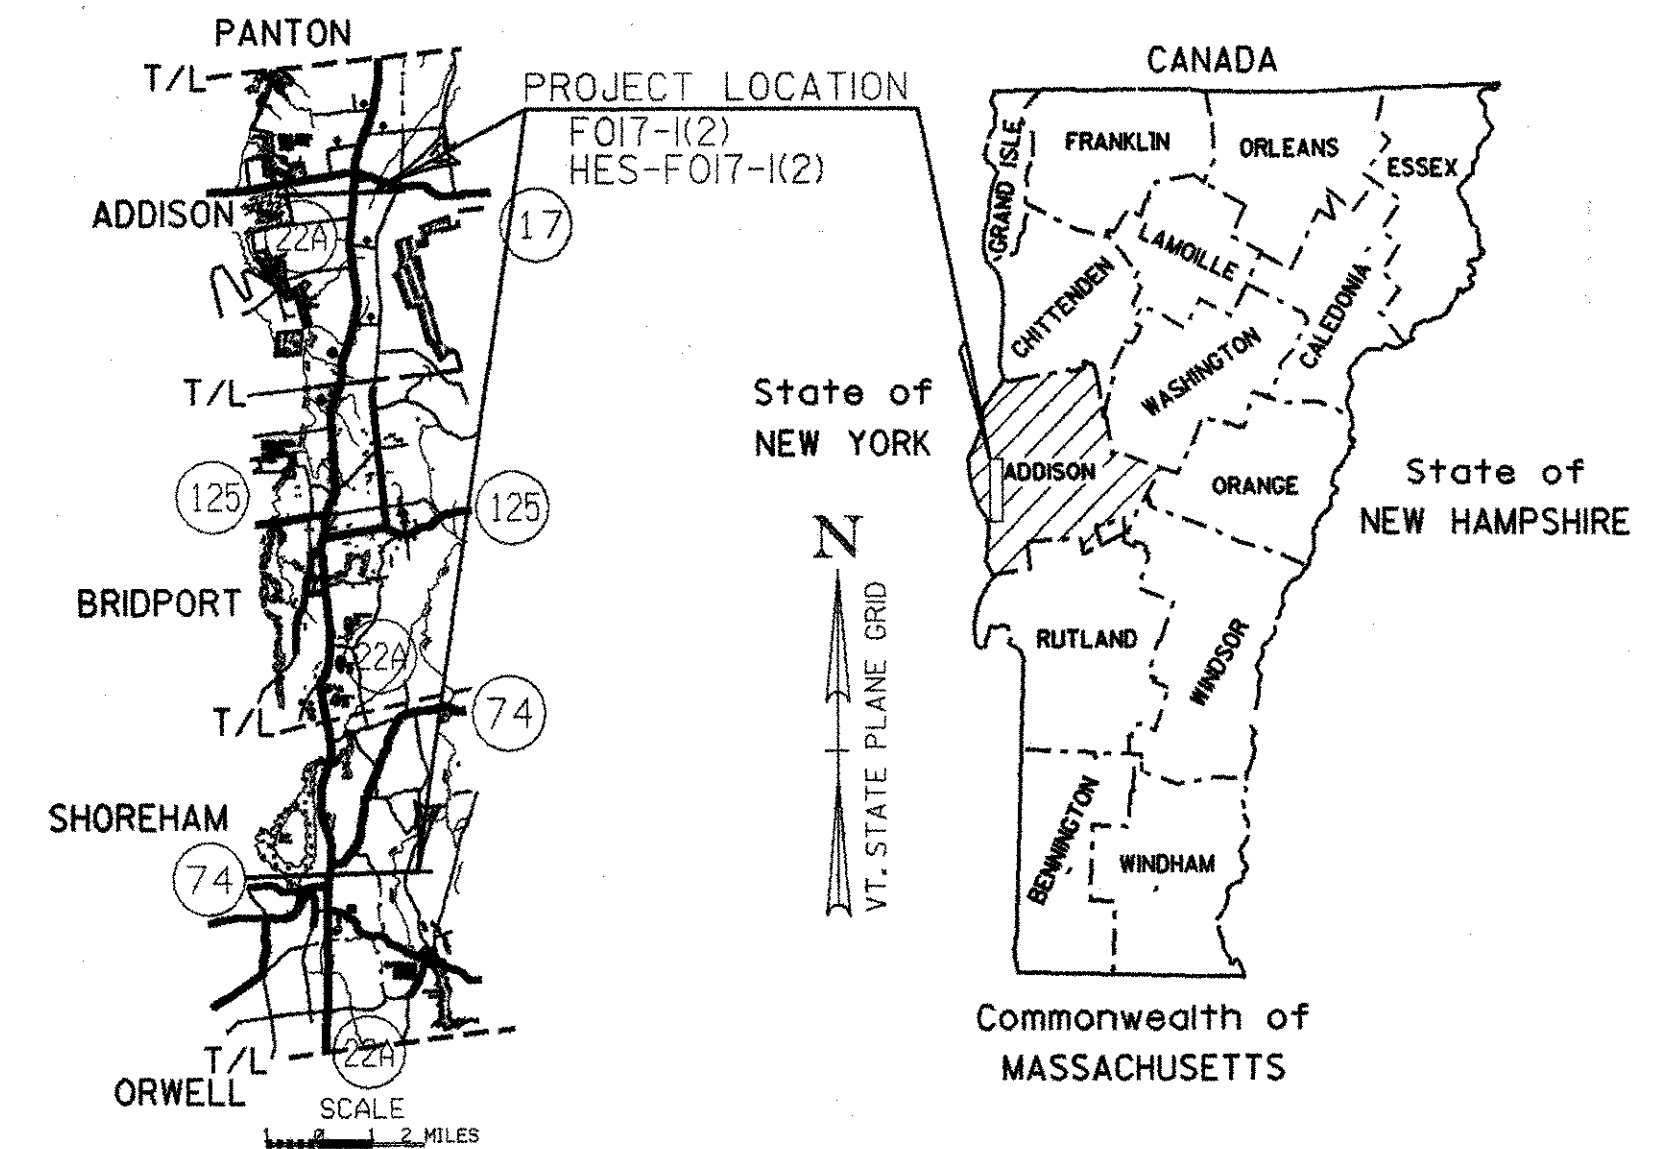 PANTON
T/L
PROJECT LOCATION
F017-1(2)
HES-F017-1(2)
ADDISON
22A
17
T/L
125
125
BRIDPORT
22A
T/L
74
SHOREHAM
74
T/L
22A
ORWELL
SCALE
1 0 1 2 MILES
CANADA
GRAND ISLE
FRANKLIN
ORLEANS
ESSEX
LAMOILLE
CHITTENDEN
CALEDONIA
WASHINGTON
State of
NEW YORK
ADDISON
ORANGE
State of
NEW HAMPSHIRE
N
VT. STATE PLANE GRID
RUTLAND
WINDSOR
BENNINGTON
WINDHAM
Commonwealth of
MASSACHUSETTS